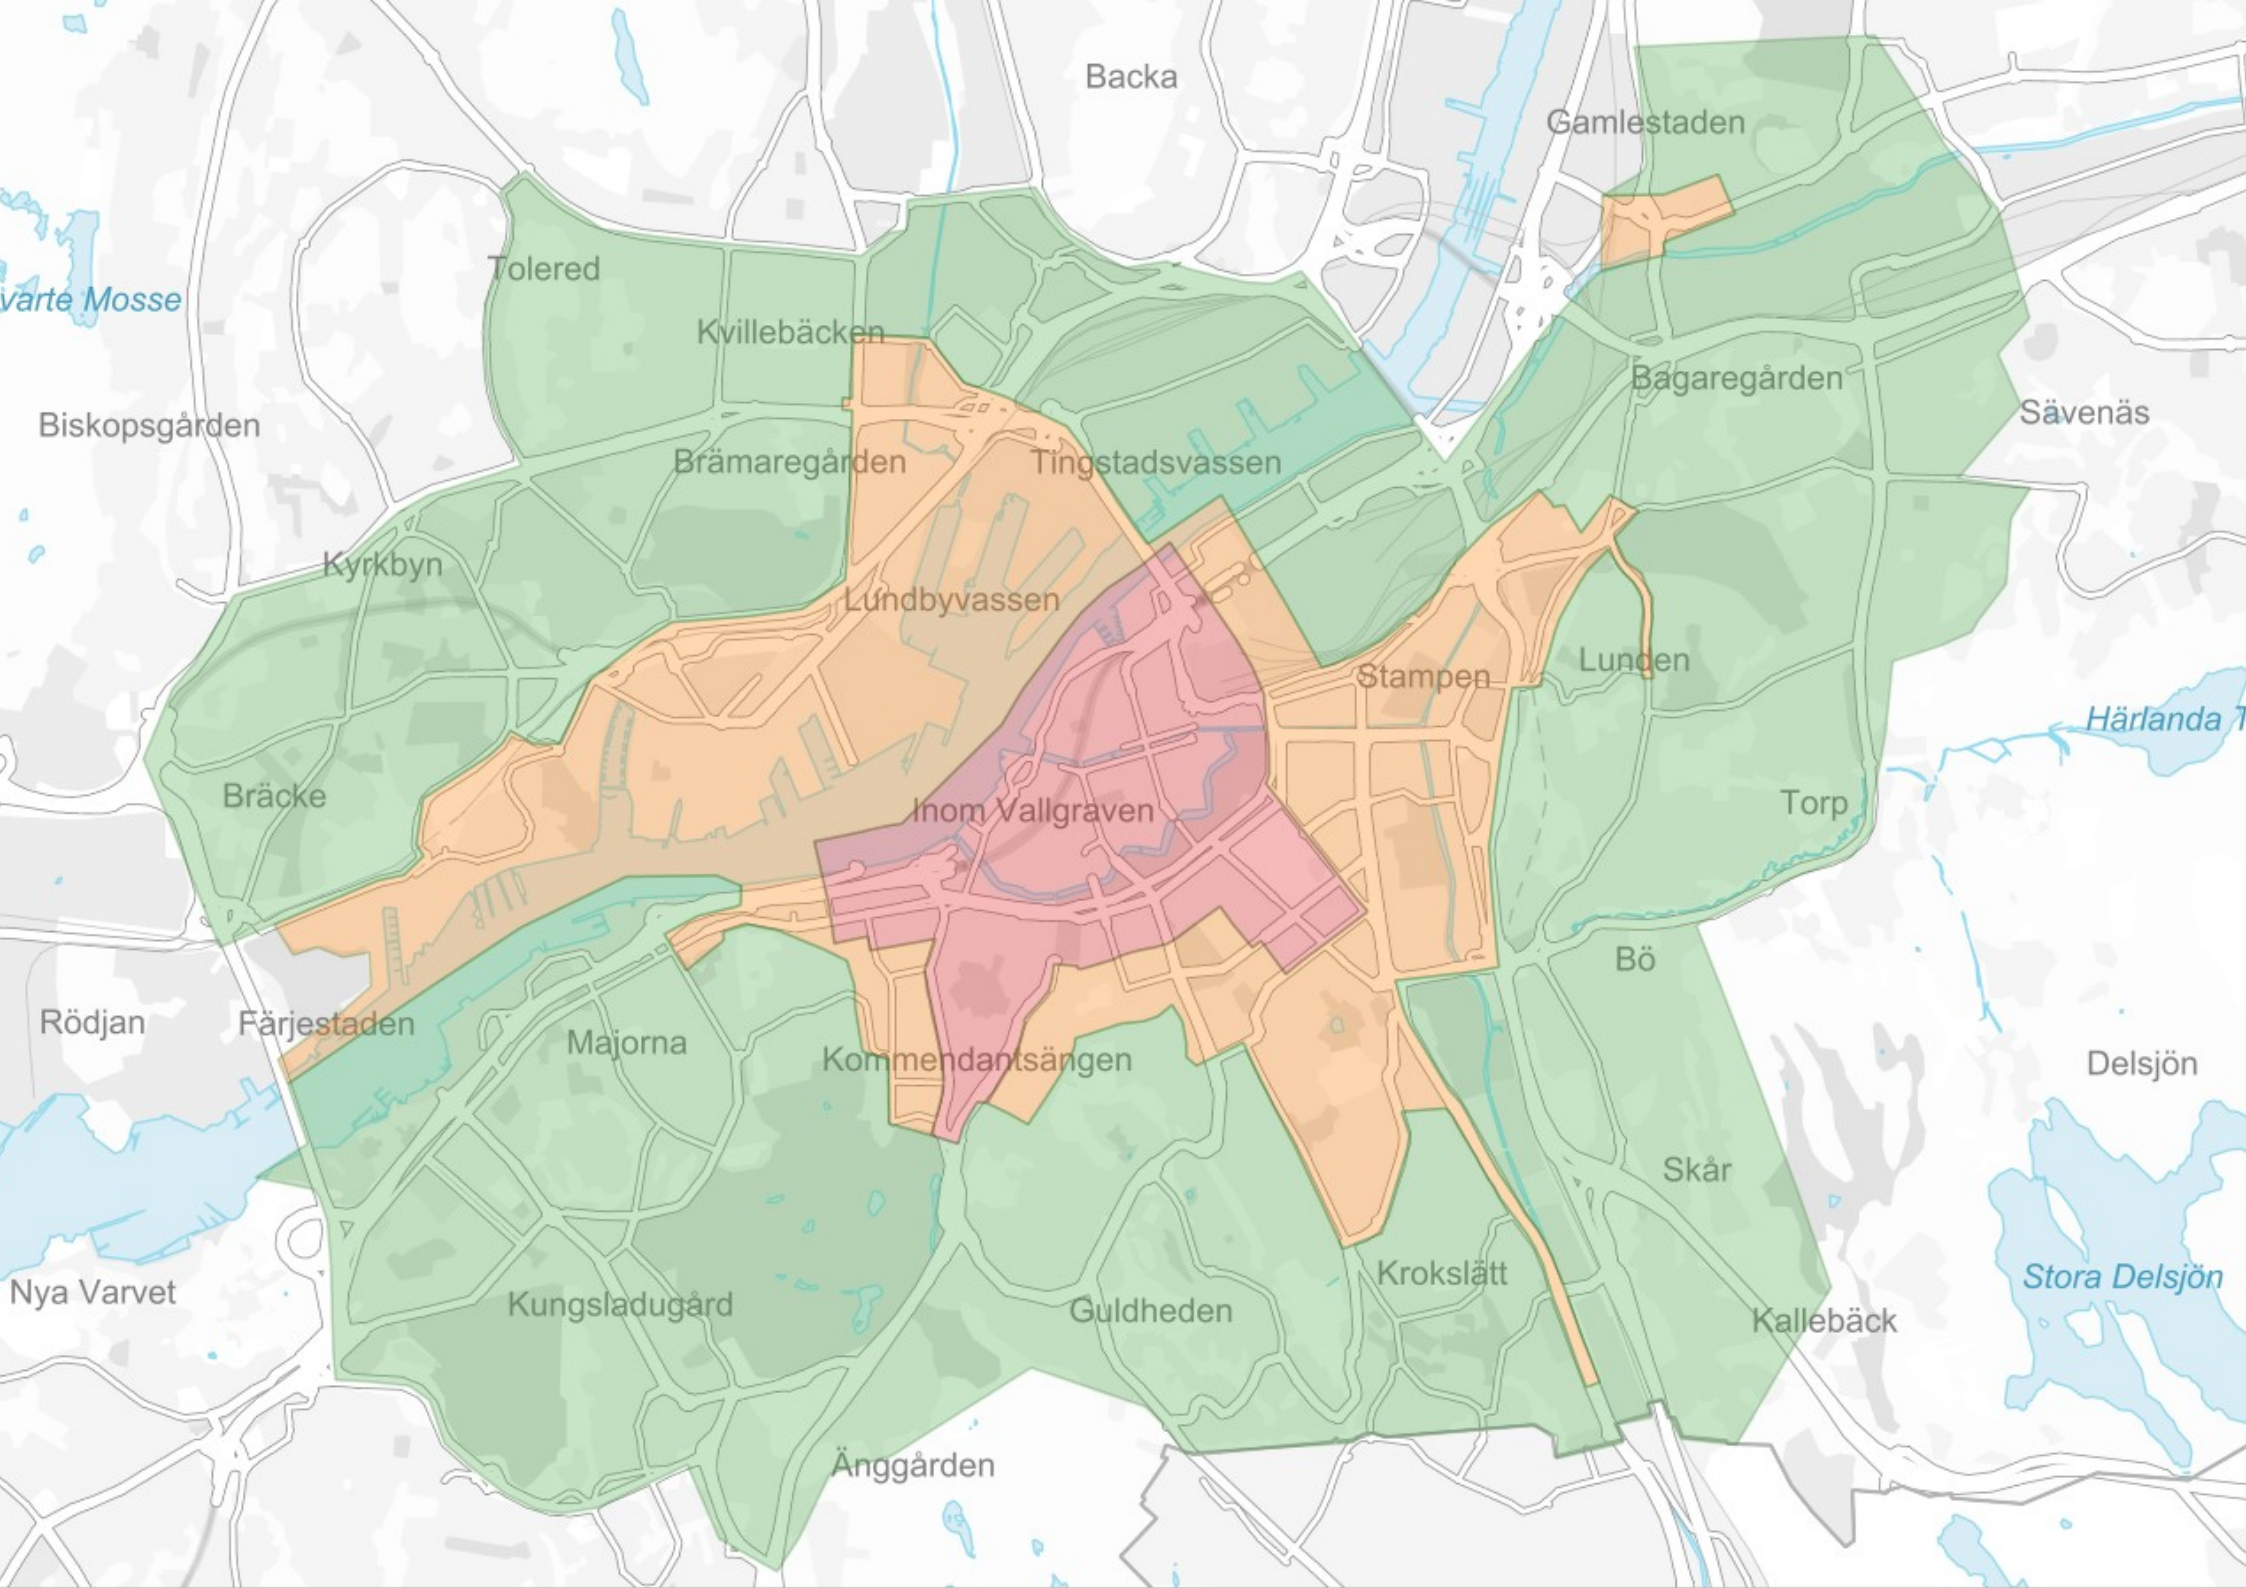 Backa
Gamlestaden
Tolered
varte Mosse
Kvillebäcken
Bagaregården
Sävenäs
Biskopsgården
Brämaregården
Tingstadsvassen
Kyrkbyn
Lundbyvassen
Lunden
Stampen
Härlanda T
Bräcke
Inom Vallgraven
Torp
Bö
Rödjan
Färjestaden
Majorna
Kommendantsängen
Delsjön
Skår
Nya Varvet
Kungsladugård
Guldheden
Krokslätt
Stora Delsjön
Kallebäck
Änggården